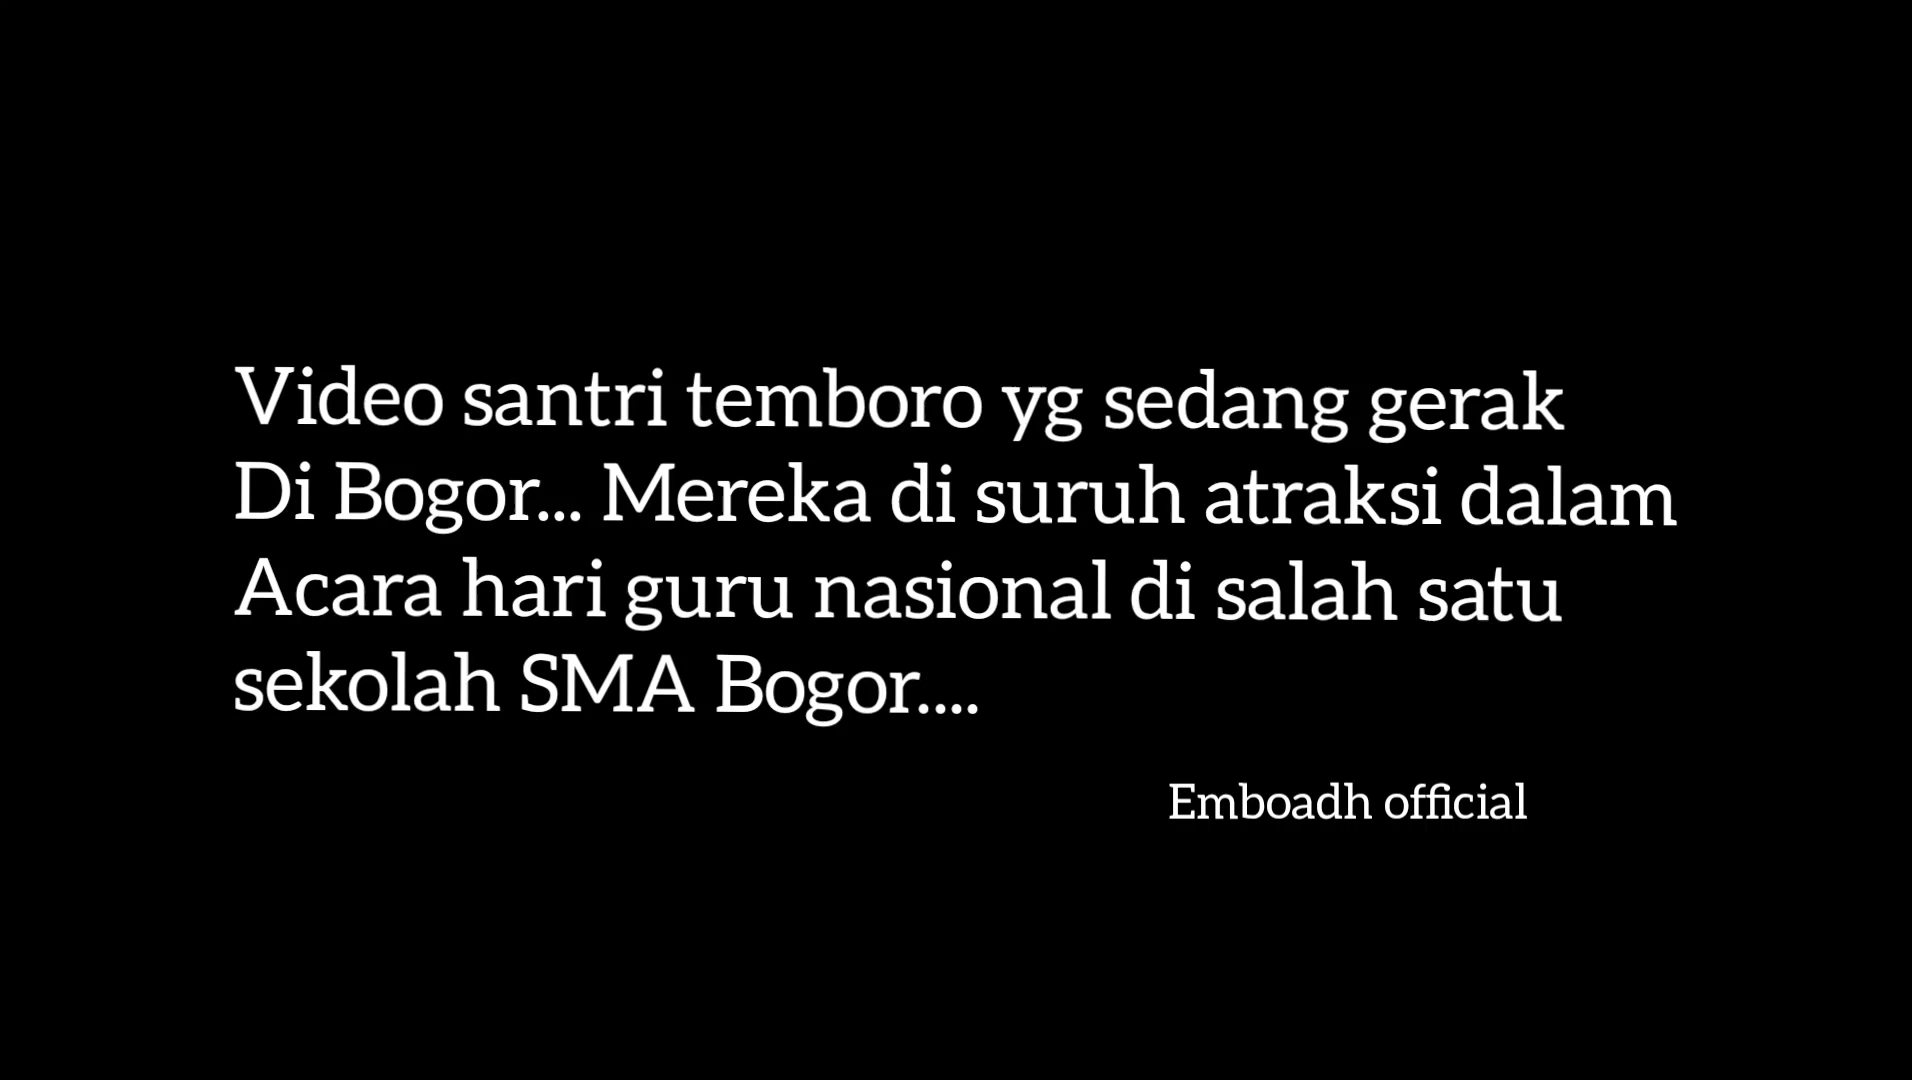 Video santri temboro yg sedang gerak
Di Bogor... Mereka di suruh atraksi dalam
Acara hari guru nasional di salah satu
sekolah SMA Bogor....
Emboadh official